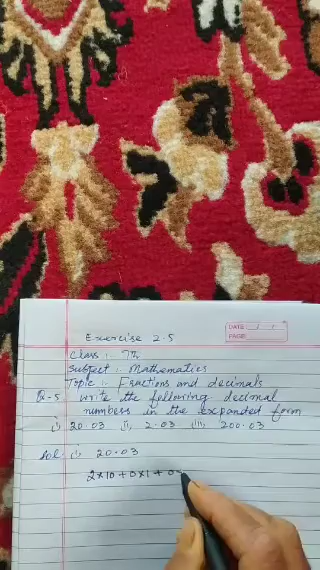 Exercise 2.5
DATE / /
PAGE
Class :- 7th
Subject :- Mathematics
Topic :- Fractions and decimals
Q-5 Write the following decimal
numbers in the expanded form
i) 20.03 ii) 2.03 iii) 200.03
Sol. i) 20.03
2×10+0×1+0×